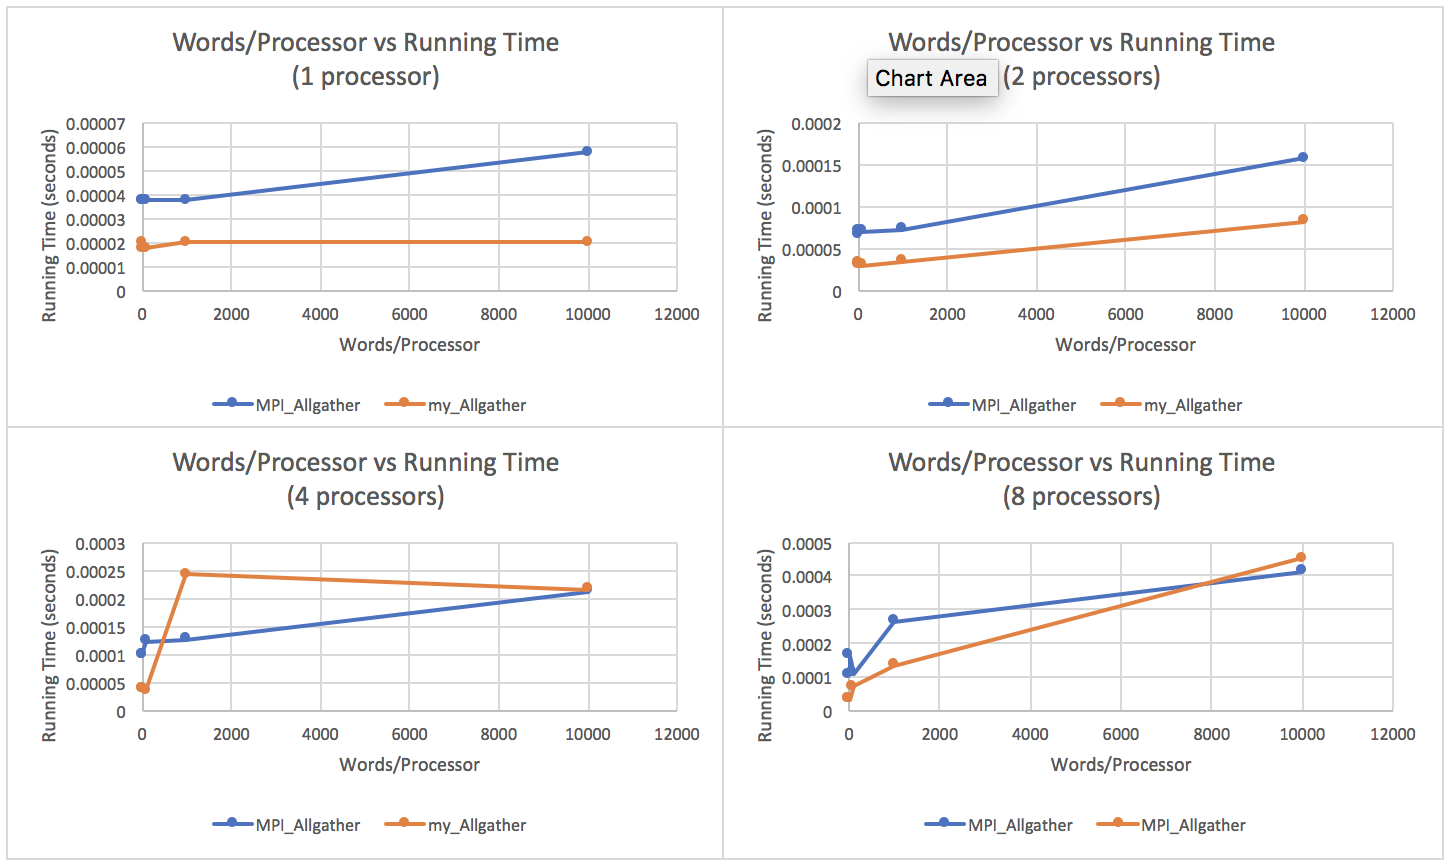 Words/Processor vs Running Time
(1 processor)
0.00007
0.00006
0.00005
0.00004
0.00003
0.00002
0.00001
0
Running Time (seconds)
0 2000 4000 6000 8000 10000 12000
Words/Processor
MPI_Allgather my_Allgather
Words/Processor vs Running Time
Chart Area (2 processors)
0.0002
0.00015
0.0001
0.00005
0
Running Time (seconds)
0 2000 4000 6000 8000 10000 12000
Words/Processor
MPI_Allgather my_Allgather
Words/Processor vs Running Time
(4 processors)
0.0003
0.00025
0.0002
0.00015
0.0001
0.00005
0
Running Time (seconds)
0 2000 4000 6000 8000 10000 12000
Words/Processor
MPI_Allgather my_Allgather
Words/Processor vs Running Time
(8 processors)
0.0005
0.0004
0.0003
0.0002
0.0001
0
Running Time (seconds)
0 2000 4000 6000 8000 10000 12000
Words/Processor
MPI_Allgather MPI_Allgather